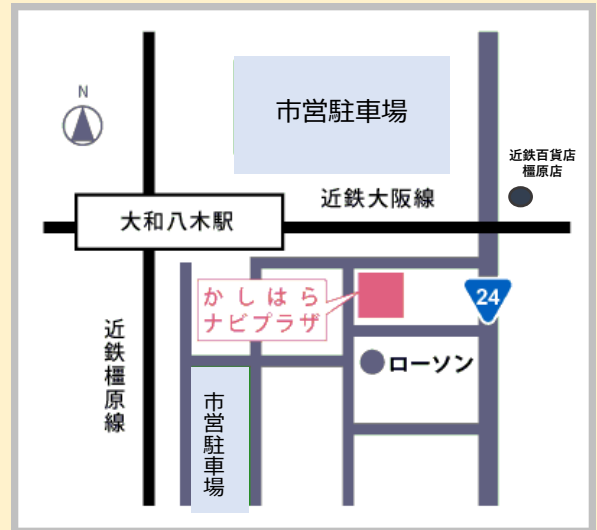 N
市営駐車場
近鉄百貨店
橿原店
近鉄大阪線
大和八木駅
かしはら
ナビプラザ
24
近鉄橿原線
ローソン
市営駐車場